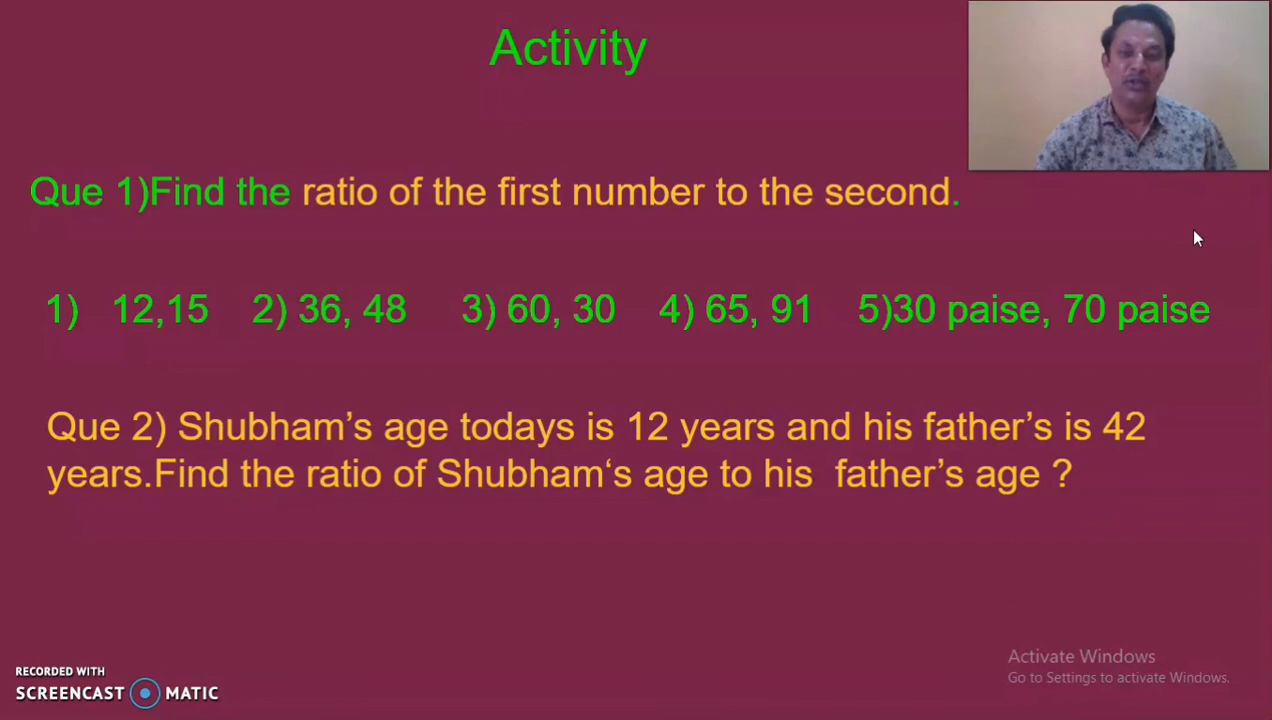 Activity
Que 1)Find the ratio of the first number to the second.
1) 12,15 2) 36, 48 3) 60, 30 4) 65, 91 5)30 paise, 70 paise
Que 2) Shubham’s age todays is 12 years and his father’s is 42
years.Find the ratio of Shubham‘s age to his father’s age ?
Activate Windows
Go to Settings to activate Windows.
RECORDED WITH
SCREENCAST MATIC